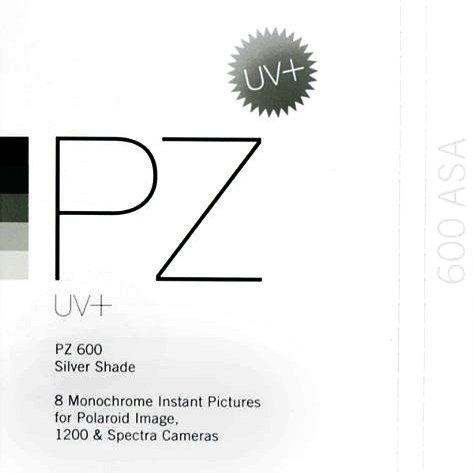 UV+
PZ
UV+
PZ 600
Silver Shade
8 Monochrome Instant Pictures
for Polaroid Image,
1200 & Spectra Cameras
600 ASA